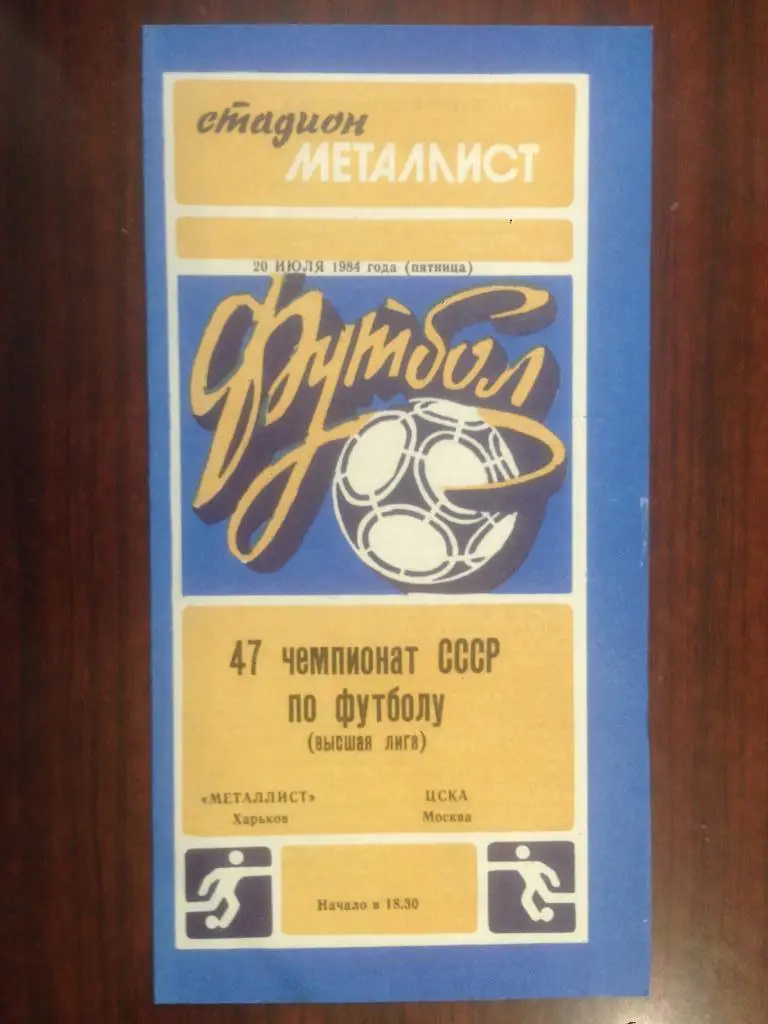 стадион
МЕТАЛЛИСТ
20 ИЮЛЯ 1984 года (пятница)
Футбол
47 чемпионат СССР
по футболу
(высшая лига)
«МЕТАЛЛИСТ» ЦСКА
Харьков Москва
Начало в 18.30